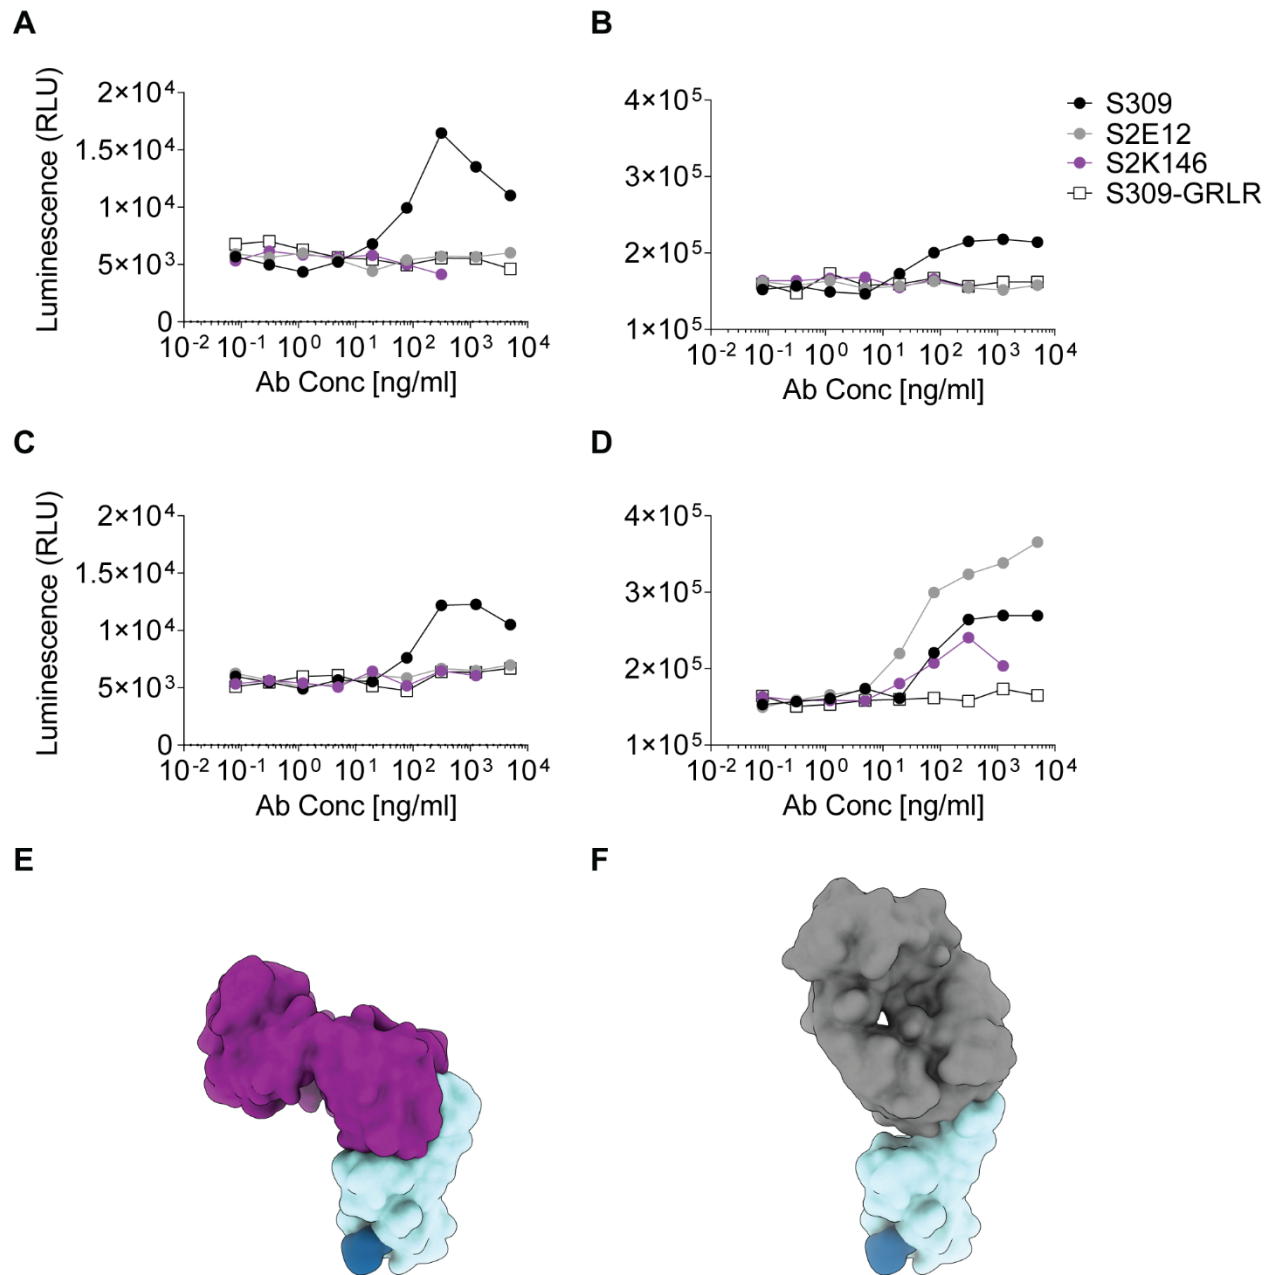 A
B
Luminescence (RLU)
2×10⁴
1.5×10⁴
1×10⁴
5×10³
0
10⁻² 10⁻¹ 10⁰ 10¹ 10² 10³ 10⁴
Ab Conc [ng/ml]
4×10⁵
3×10⁵
2×10⁵
1×10⁵
10⁻² 10⁻¹ 10⁰ 10¹ 10² 10³ 10⁴
Ab Conc [ng/ml]
S309
S2E12
S2K146
S309-GRLR
C
D
Luminescence (RLU)
2×10⁴
1.5×10⁴
1×10⁴
5×10³
0
10⁻² 10⁻¹ 10⁰ 10¹ 10² 10³ 10⁴
Ab Conc [ng/ml]
4×10⁵
3×10⁵
2×10⁵
1×10⁵
10⁻² 10⁻¹ 10⁰ 10¹ 10² 10³ 10⁴
Ab Conc [ng/ml]
E
F